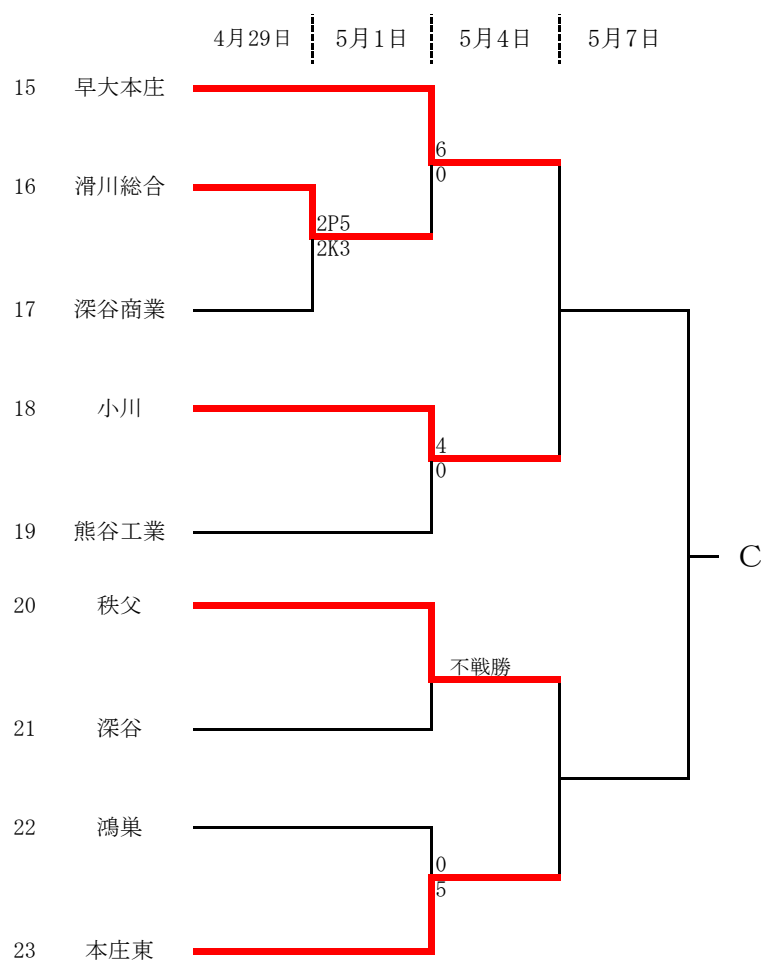 4月29日 5月1日 5月4日 5月7日
15 早大本庄
6
0
16 滑川総合
2P5
2K3
17 深谷商業
18 小川
4
0
19 熊谷工業
C
20 秩父
不戦勝
21 深谷
22 鴻巣
0
5
23 本庄東